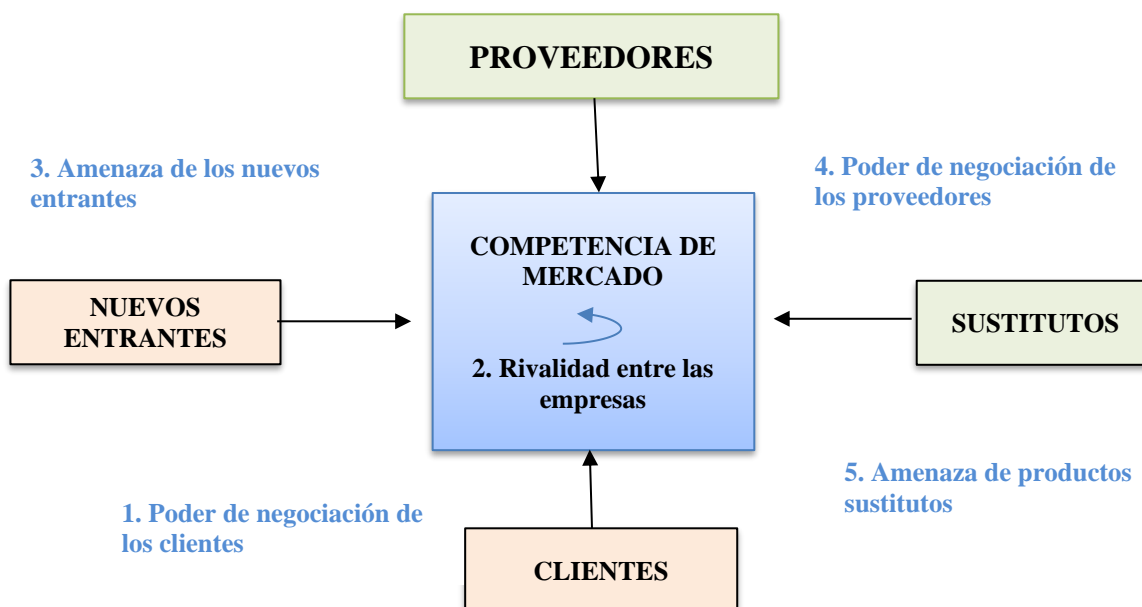 PROVEEDORES
3. Amenaza de los nuevos
entrantes
4. Poder de negociación de
los proveedores
COMPETENCIA DE
MERCADO
NUEVOS
ENTRANTES
SUSTITUTOS
2. Rivalidad entre las
empresas
5. Amenaza de productos
sustitutos
1. Poder de negociación de
los clientes
CLIENTES